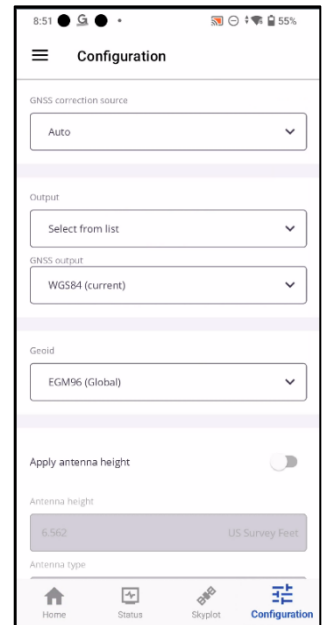 8:51 G 55%
Configuration
GNSS correction source
Auto
Output
Select from list
GNSS output
WGS84 (current)
Geoid
EGM96 (Global)
Apply antenna height
Antenna height
6.562 US Survey Feet
Antenna type
Home Status Skyplot Configuration